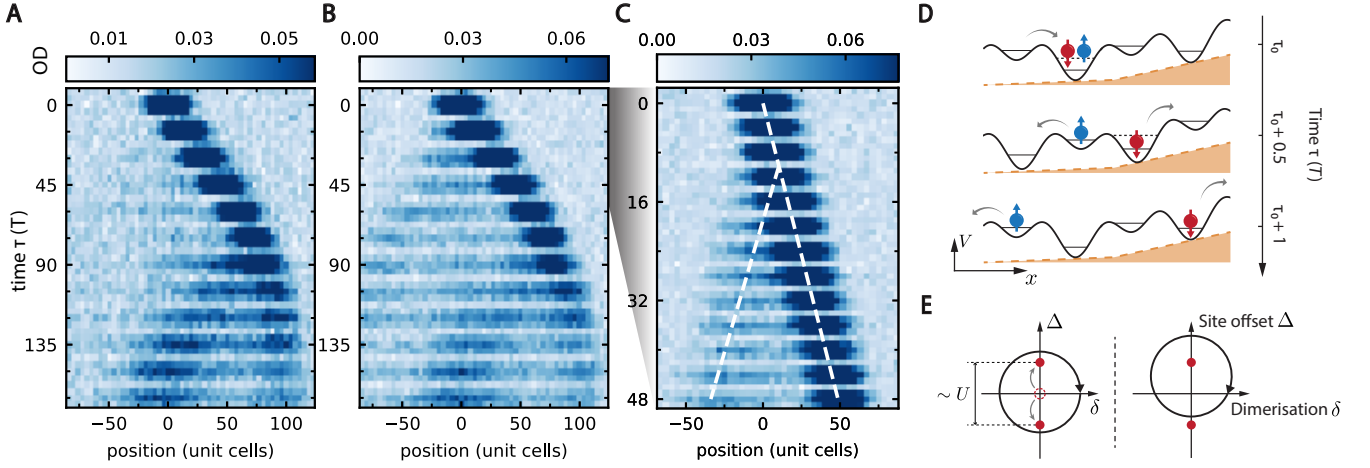 A
B
C
D
0.01
0.03
0.05
0.00
0.03
0.06
0.00
0.04
0.06
OD
0
45
90
135
time τ (T)
−50
0
50
100
position (unit cells)
0
45
90
135
−50
0
50
100
position (unit cells)
0
16
32
48
−50
0
50
position (unit cells)
τ₀
τ₀ + 0.5
τ₀ + 1
Time τ (T)
V
x
E
Δ
~ U
δ
Site offset Δ
Dimerisation δ